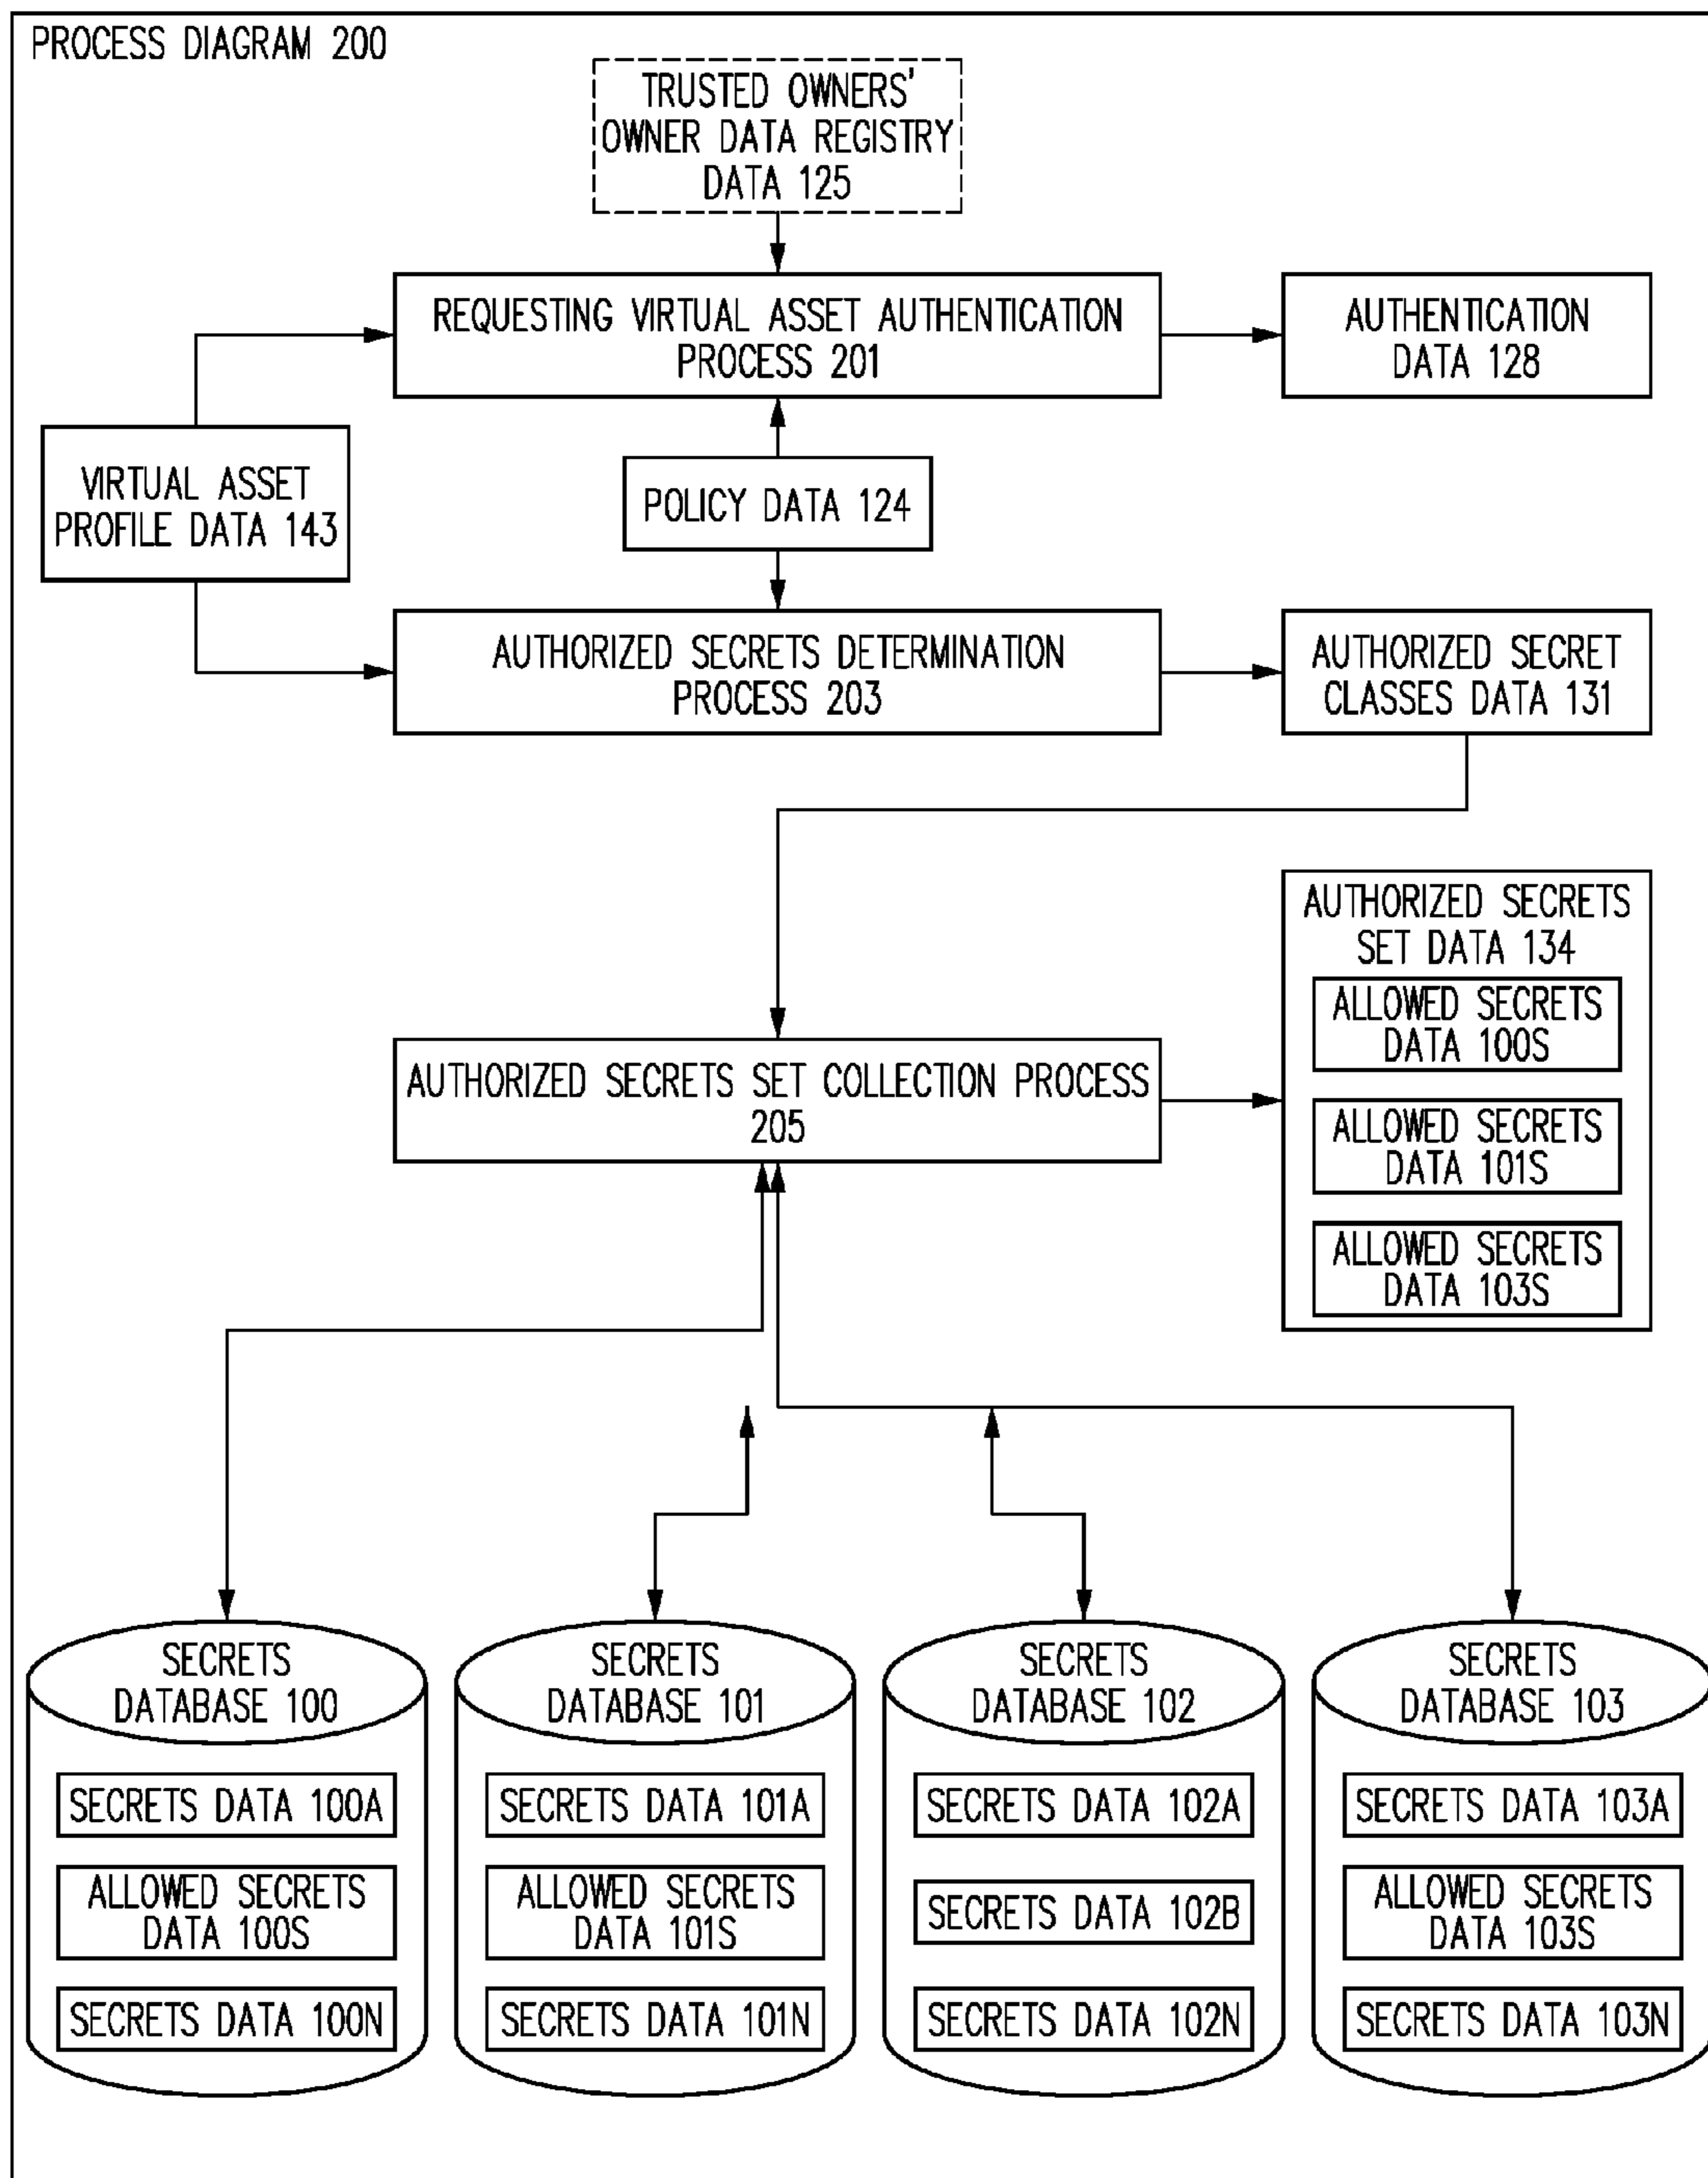 PROCESS DIAGRAM 200
TRUSTED OWNERS'
OWNER DATA REGISTRY
DATA 125
REQUESTING VIRTUAL ASSET AUTHENTICATION
PROCESS 201
AUTHENTICATION
DATA 128
VIRTUAL ASSET
PROFILE DATA 143
POLICY DATA 124
AUTHORIZED SECRETS DETERMINATION
PROCESS 203
AUTHORIZED SECRET
CLASSES DATA 131
AUTHORIZED SECRETS
SET DATA 134
ALLOWED SECRETS
DATA 100S
ALLOWED SECRETS
DATA 101S
ALLOWED SECRETS
DATA 103S
AUTHORIZED SECRETS SET COLLECTION PROCESS
205
SECRETS
DATABASE 100
SECRETS DATA 100A
ALLOWED SECRETS
DATA 100S
SECRETS DATA 100N
SECRETS
DATABASE 101
SECRETS DATA 101A
ALLOWED SECRETS
DATA 101S
SECRETS DATA 101N
SECRETS
DATABASE 102
SECRETS DATA 102A
SECRETS DATA 102B
SECRETS DATA 102N
SECRETS
DATABASE 103
SECRETS DATA 103A
ALLOWED SECRETS
DATA 103S
SECRETS DATA 103N